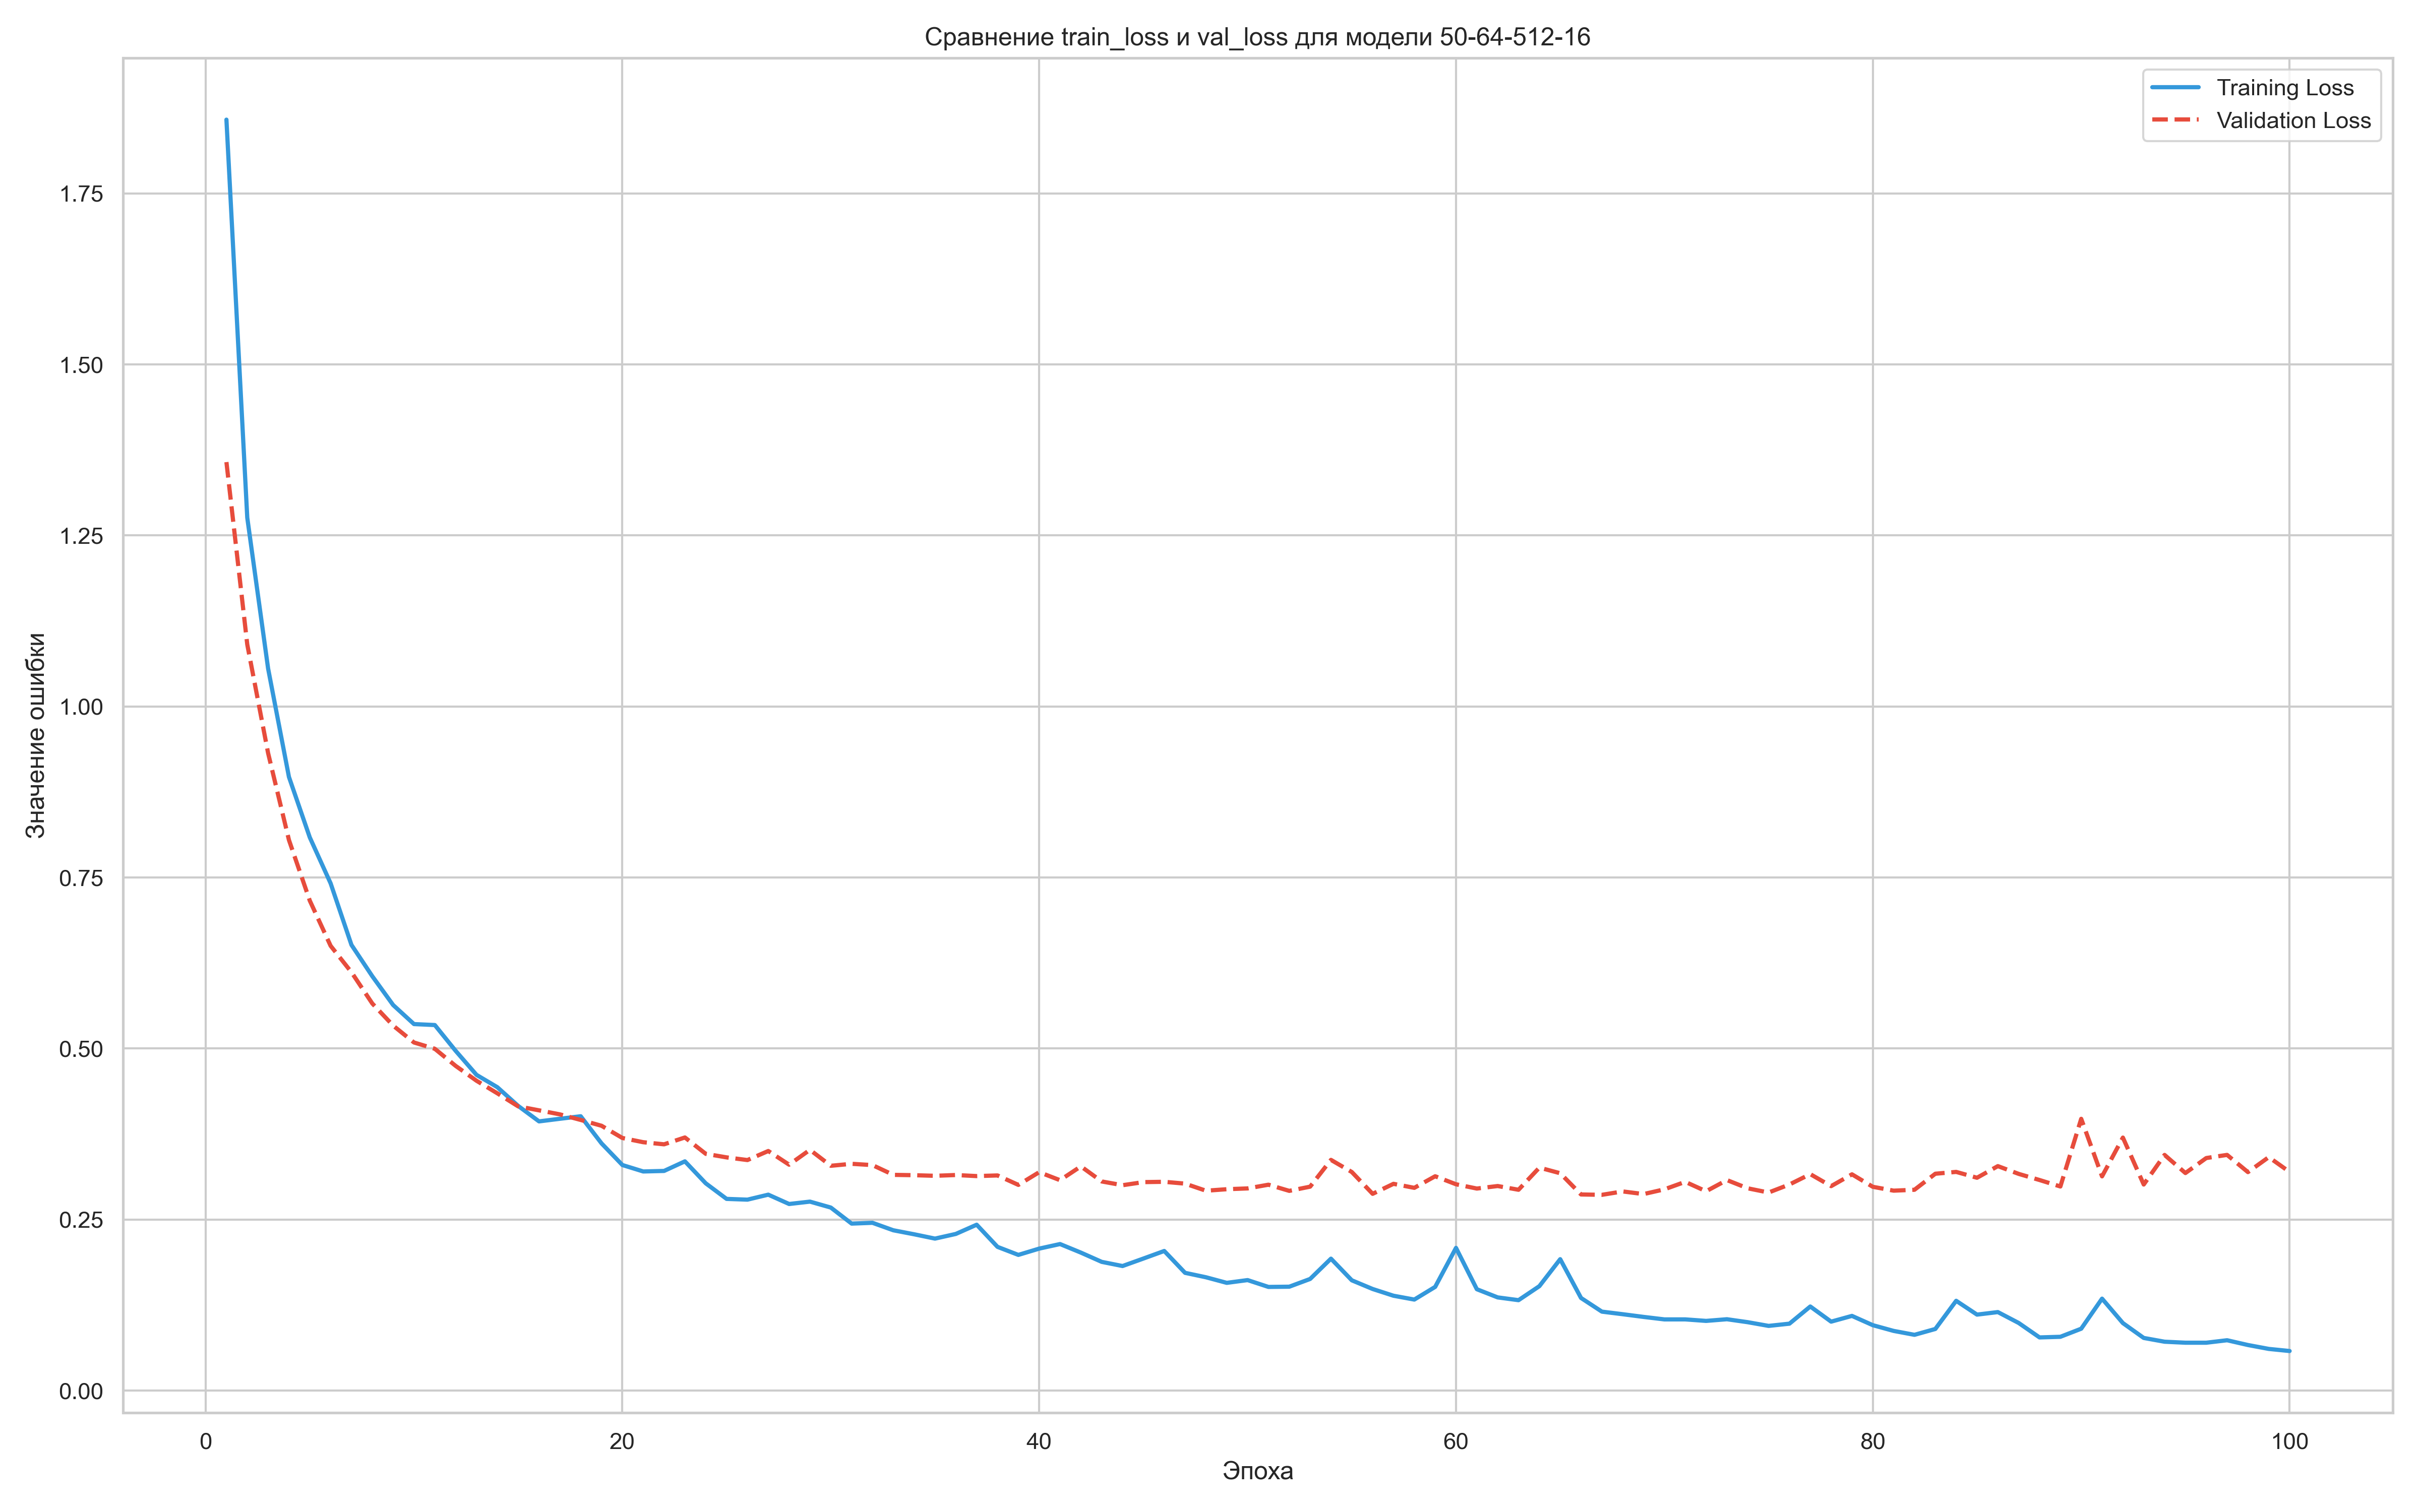 Сравнение train_loss и val_loss для модели 50-64-512-16
Training Loss
Validation Loss
Значение ошибки
1.75
1.50
1.25
1.00
0.75
0.50
0.25
0.00
0
20
40
60
80
100
Эпоха